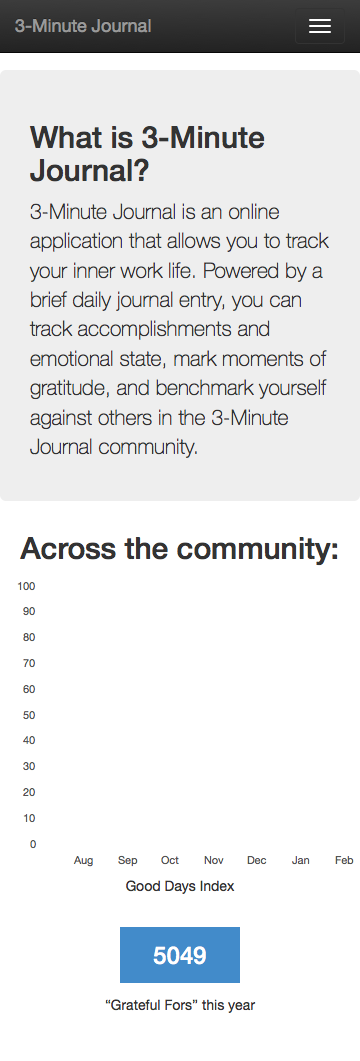 3-Minute Journal
What is 3-Minute
Journal?
3-Minute Journal is an online
application that allows you to track
your inner work life. Powered by a
brief daily journal entry, you can
track accomplishments and
emotional state, mark moments of
gratitude, and benchmark yourself
against others in the 3-Minute
Journal community.
Across the community:
100
90
80
70
60
50
40
30
20
10
0
Aug Sep Oct Nov Dec Jan Feb
Good Days Index
5049
“Grateful Fors” this year